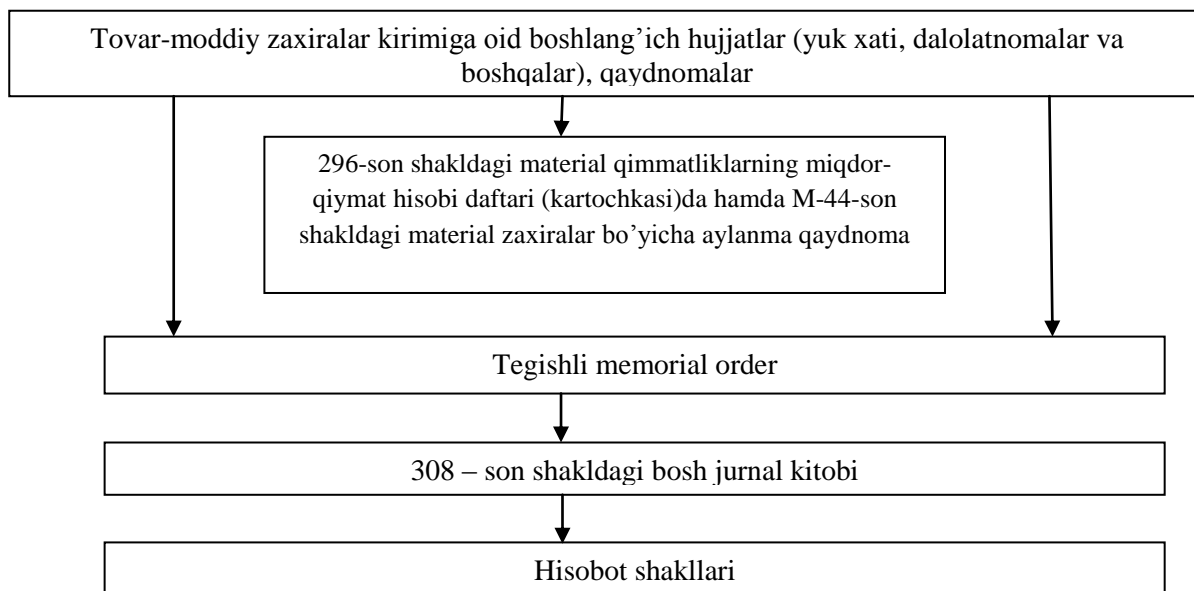 Tovar-moddiy zaxiralar kirimiga oid boshlang’ich hujjatlar (yuk xati, dalolatnomalar va
boshqalar), qaydnomalar
296-son shakldagi material qimmatliklarning miqdor-
qiymat hisobi daftari (kartochkasi)da hamda M-44-son
shakldagi material zaxiralar bo’yicha aylanma qaydnoma
Tegishli memorial order
308 – son shakldagi bosh jurnal kitobi
Hisobot shakllari